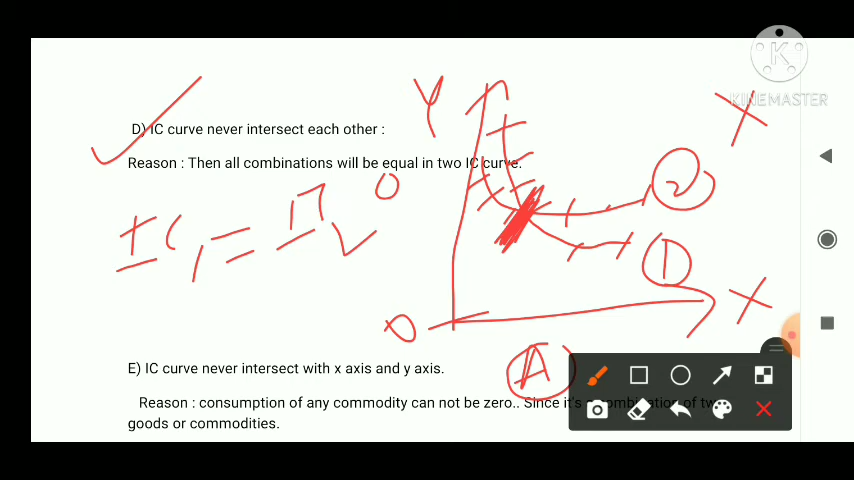 KINEMASTER
Y
X
D) IC curve never intersect each other :
Reason : Then all combinations will be equal in two IC curve.
2
1
O
X
A
E) IC curve never intersect with x axis and y axis.
Reason : consumption of any commodity can not be zero.. Since it's
goods or commodities.